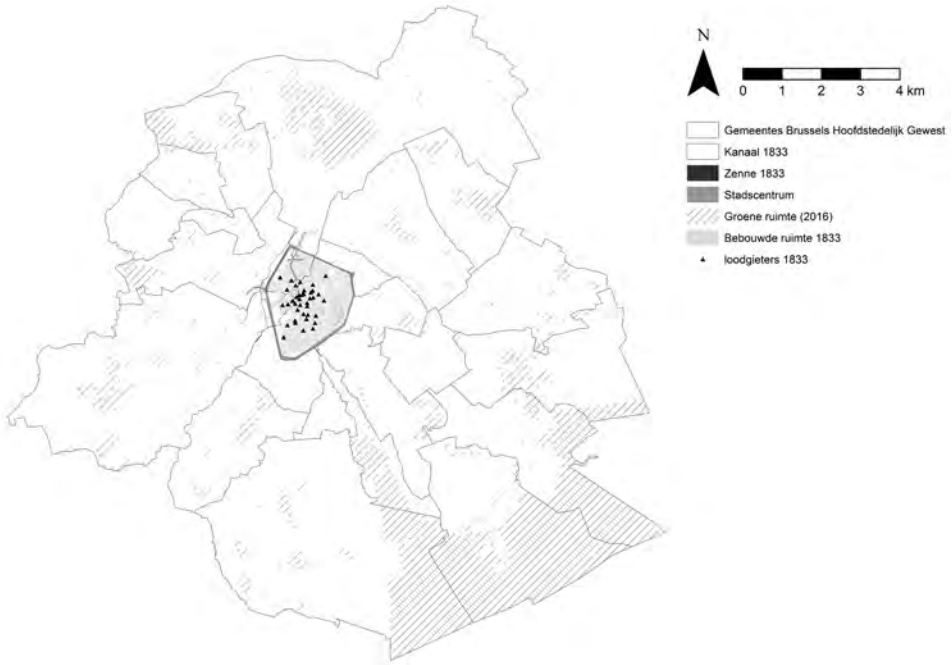 N
0 1 2 3 4 km
Gemeentes Brussels Hoofdstedelijk Gewest
Kanaal 1833
Zenne 1833
Stadscentrum
Groene ruimte (2016)
Bebouwde ruimte 1833
loodgieters 1833